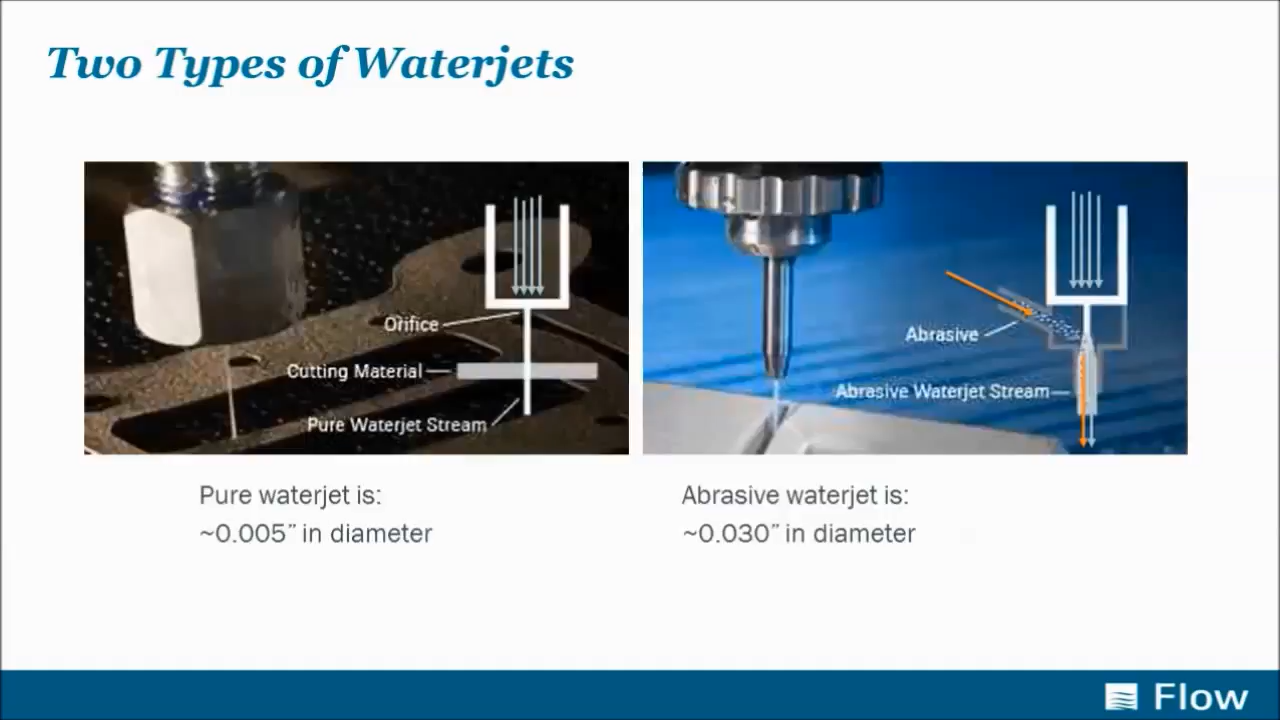 Two Types of Waterjets
Orifice
Cutting Material
Pure Waterjet Stream
Abrasive
Abrasive Waterjet Stream
Pure waterjet is:
~0.005” in diameter
Abrasive waterjet is:
~0.030” in diameter
Flow